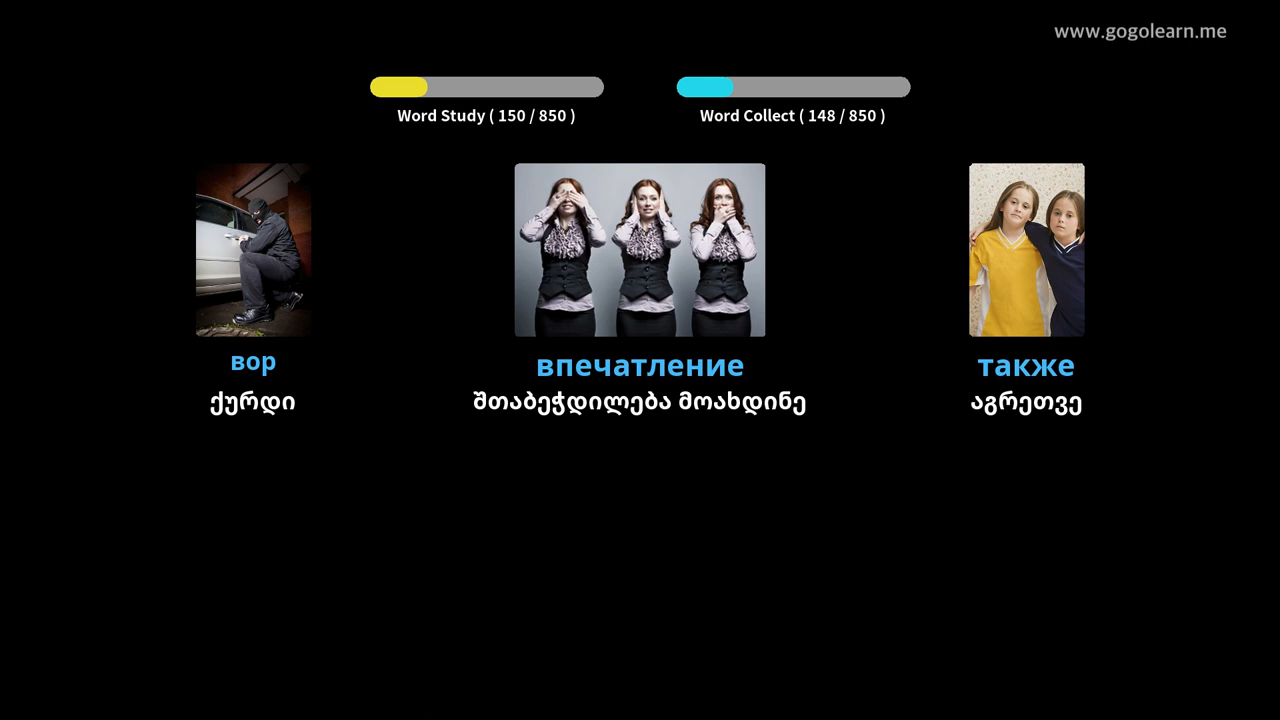 www.gogolearn.me
Word Study ( 150 / 850 )
Word Collect ( 148 / 850 )
вор
впечатление
также
ქურდი
შთაბეჭდილება მოახდინე
აგრეთვე